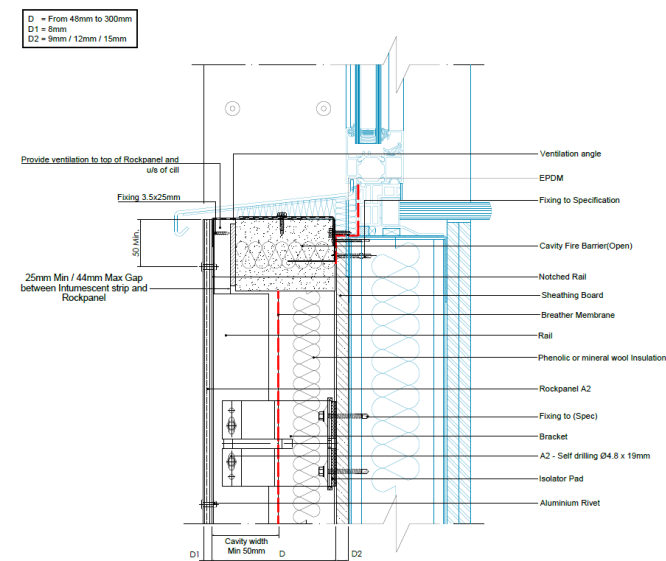 D = From 48mm to 300mm
D1 = 8mm
D2 = 9mm / 12mm / 15mm
Ventilation angle
Provide ventilation to top of Rockpanel and
u/s of cill
EPDM
Fixing 3.5x25mm
Fixing to Specification
50 Min.
Cavity Fire Barrier(Open)
25mm Min / 44mm Max Gap
between Intumescent strip and
Rockpanel
Notched Rail
Sheathing Board
Breather Membrane
Rail
Phenolic or mineral wool Insulation
Rockpanel A2
Fixing to (Spec)
Bracket
A2 - Self drilling Ø4.8 x 19mm
Isolator Pad
Aluminium Rivet
Cavity width
Min 50mm
D1
D
D2